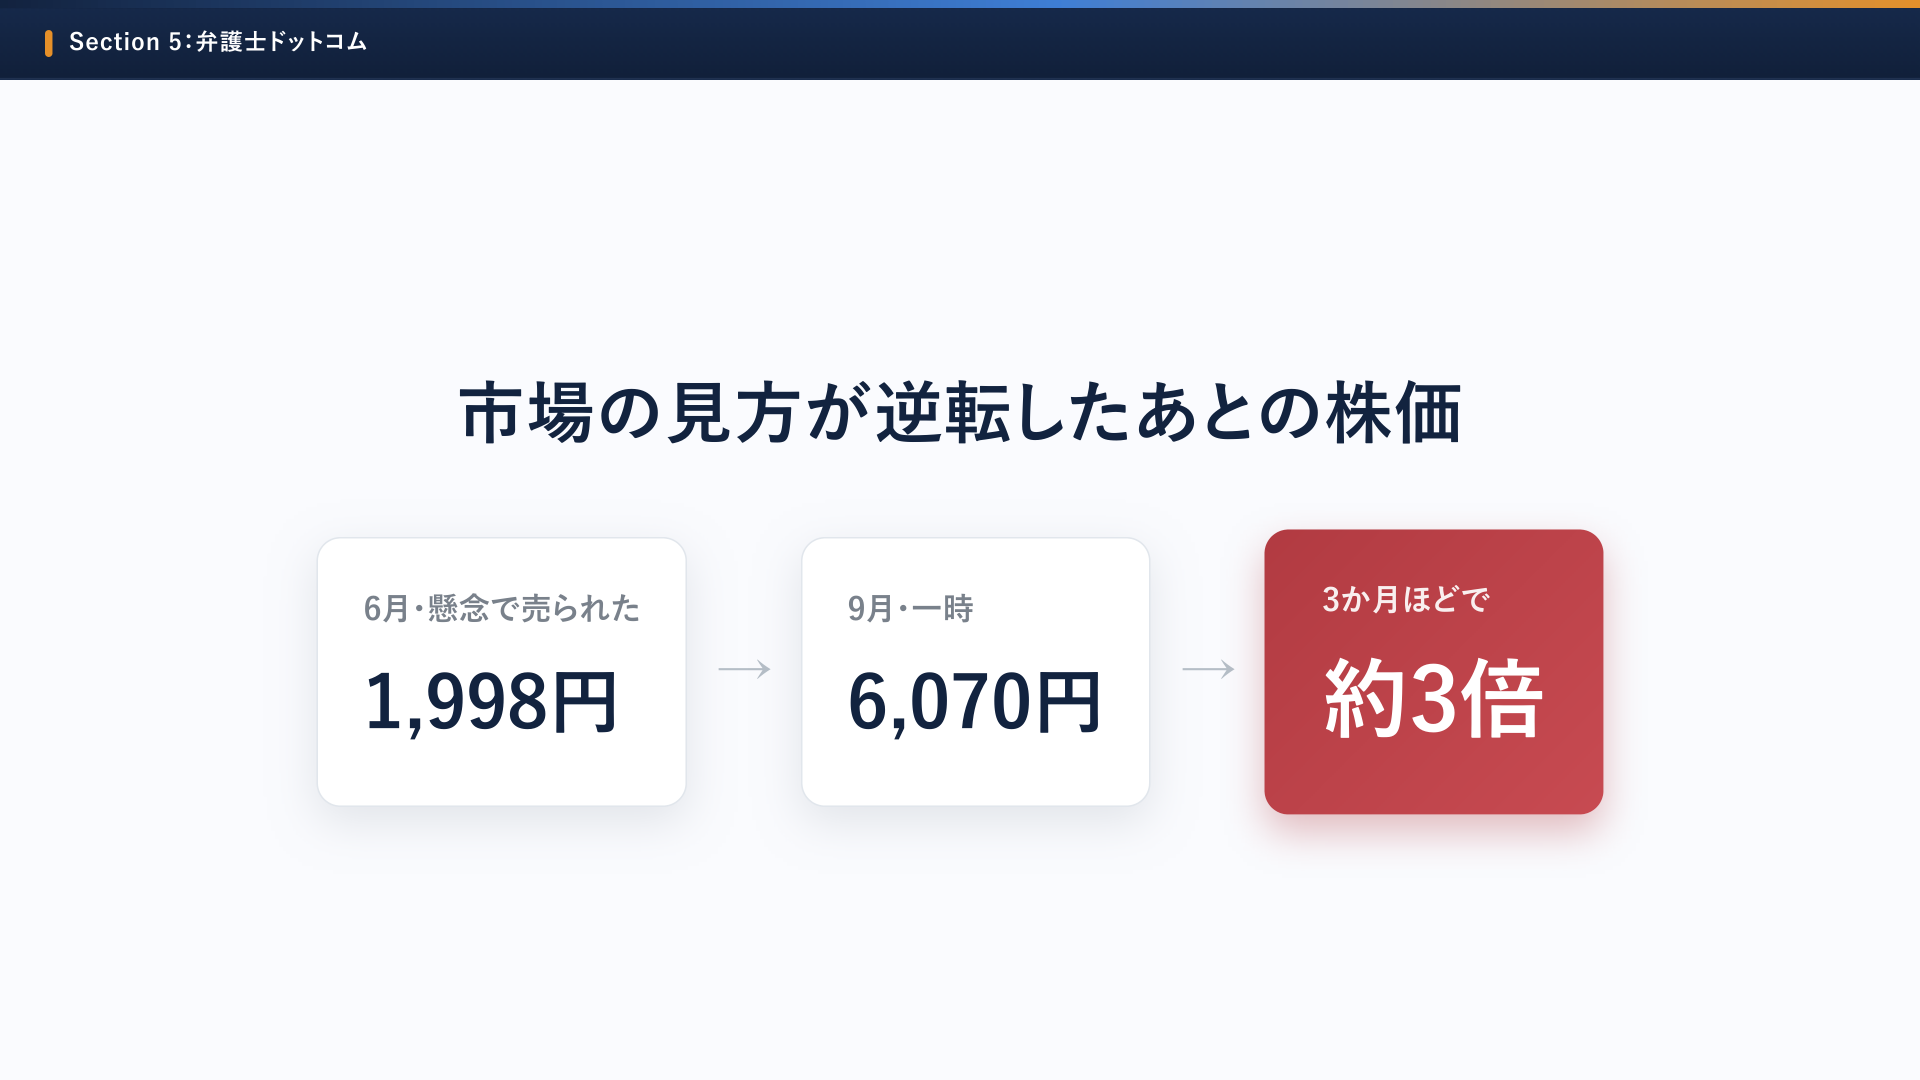 Section 5：弁護士ドットコム
市場の見方が逆転したあとの株価
6月・懸念で売られた
1,998円
→
9月・一時
6,070円
→
3か月ほどで
約3倍